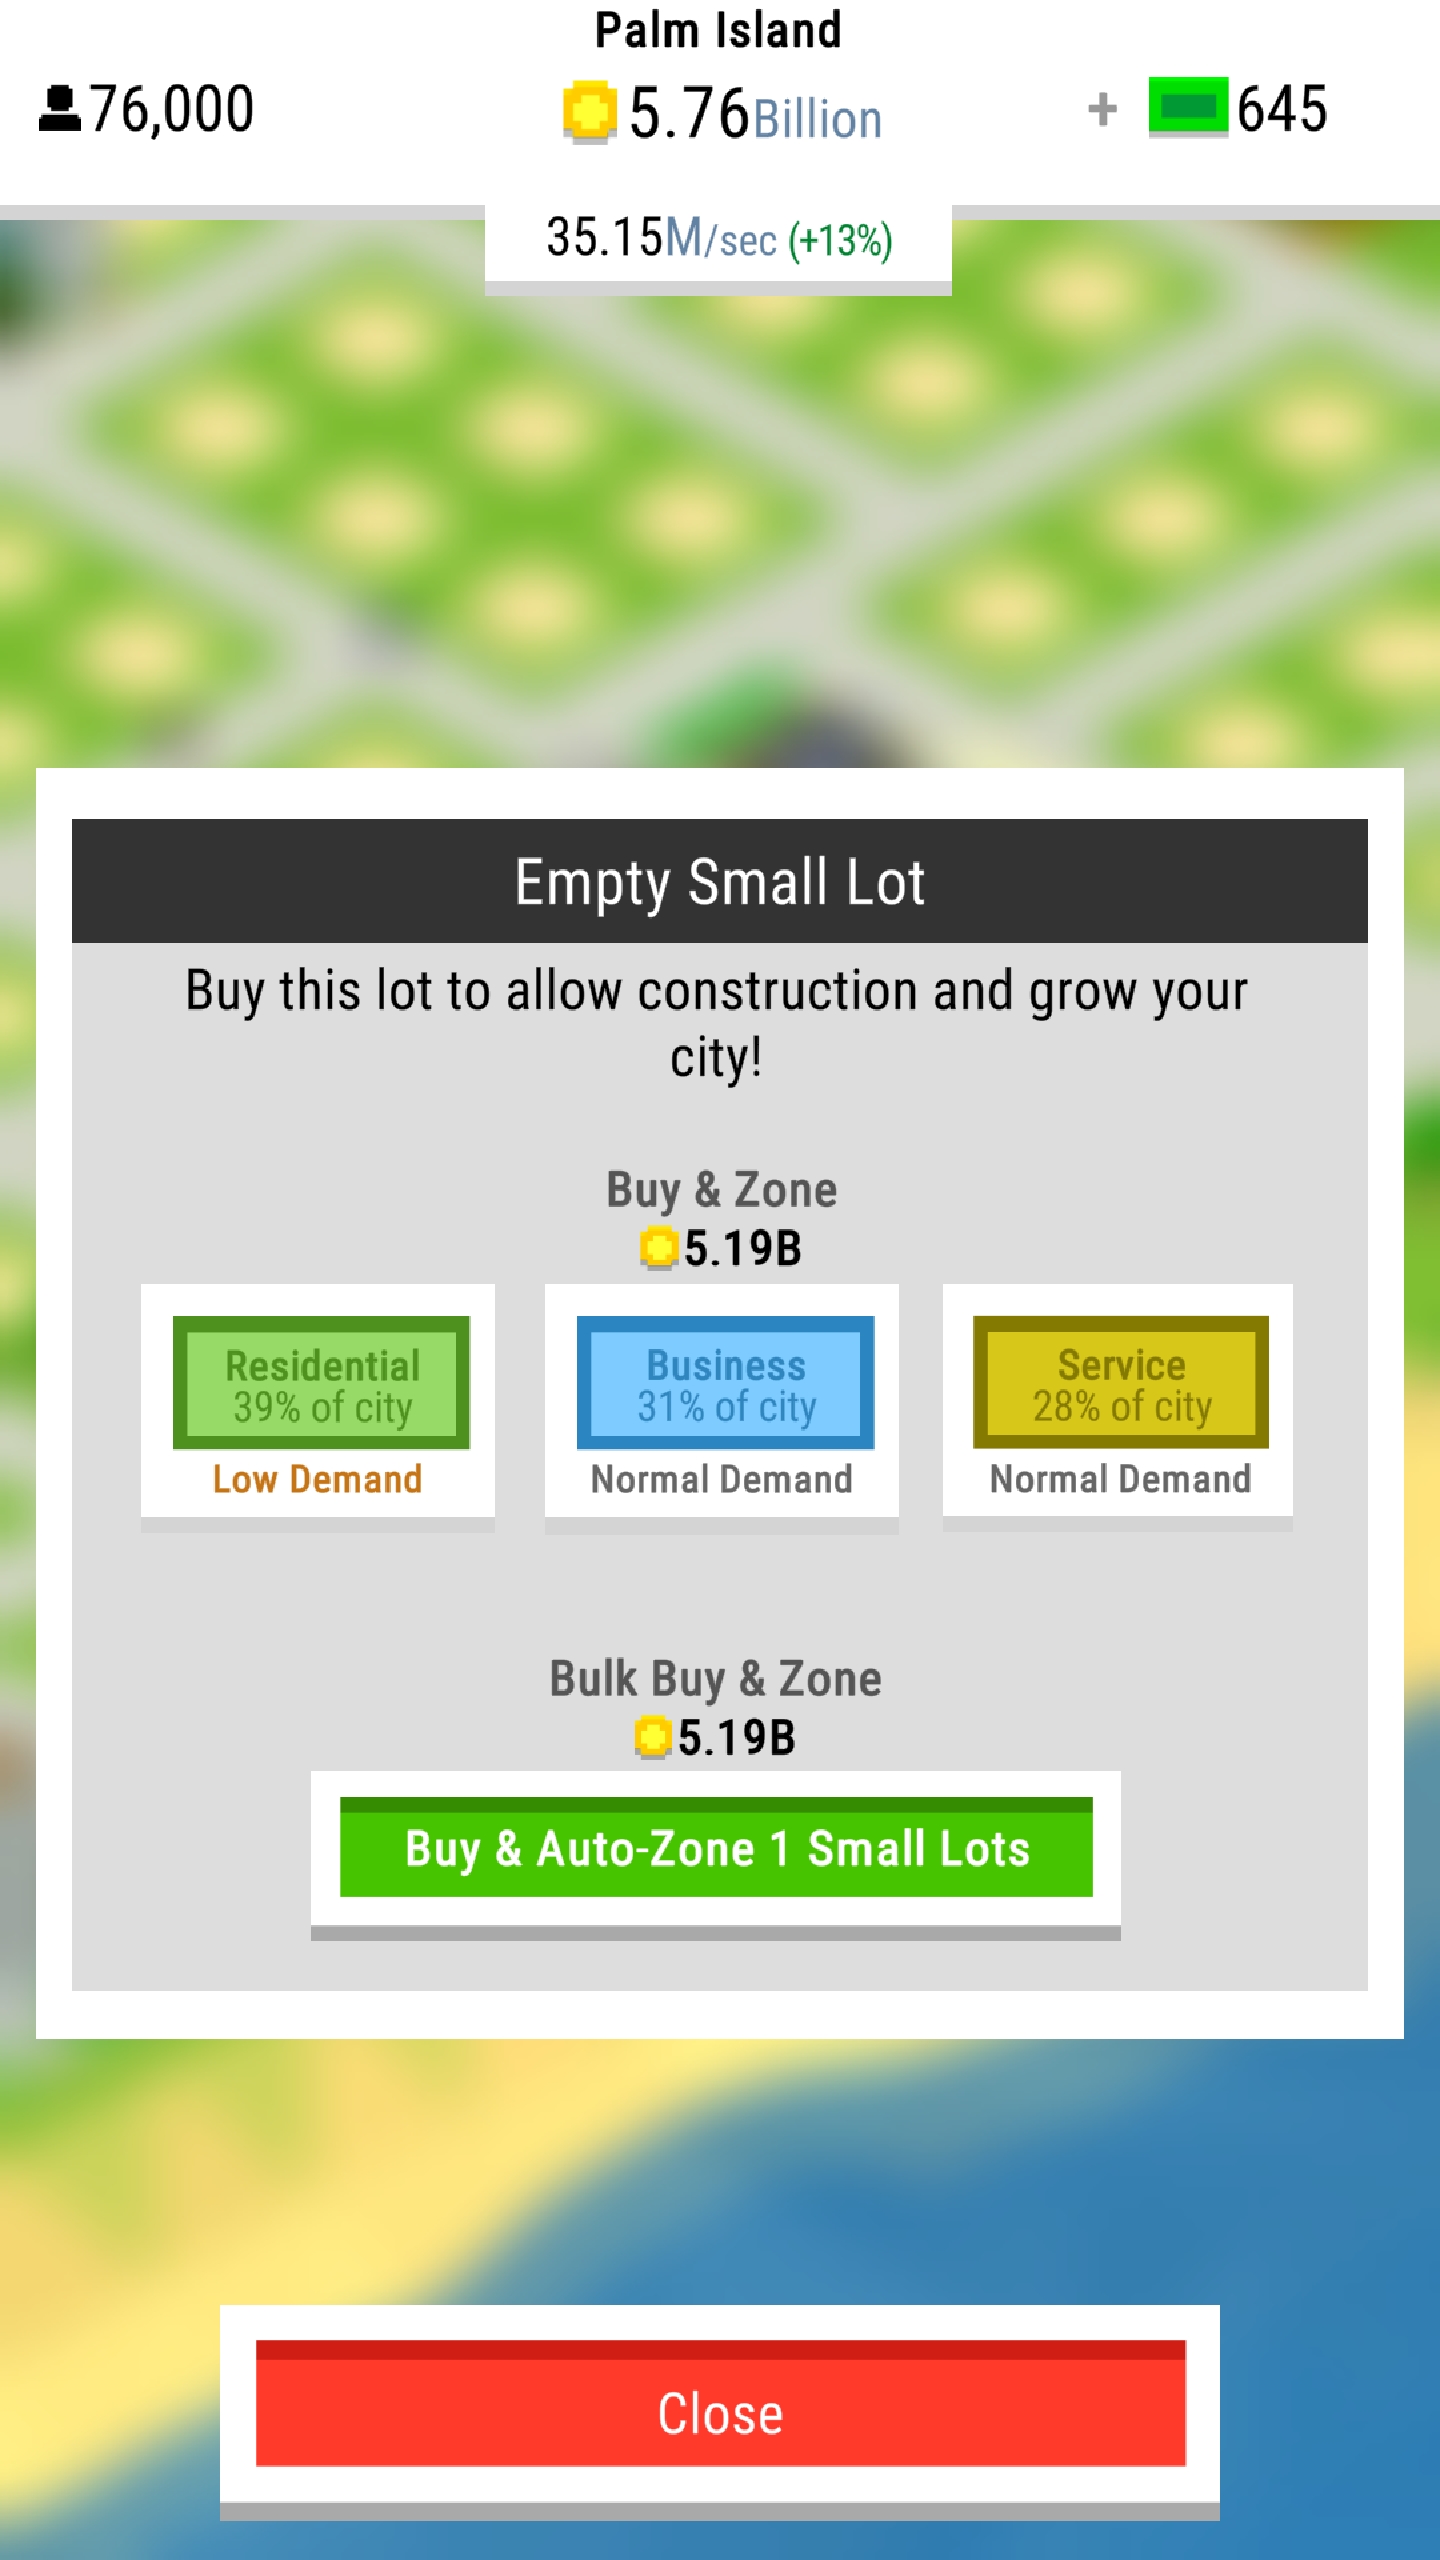 Palm Island
76,000
5.76Billion
+ 645
35.15M/sec (+13%)
Empty Small Lot
Buy this lot to allow construction and grow your
city!
Buy & Zone
5.19B
Residential
39% of city
Low Demand
Business
31% of city
Normal Demand
Service
28% of city
Normal Demand
Bulk Buy & Zone
5.19B
Buy & Auto-Zone 1 Small Lots
Close